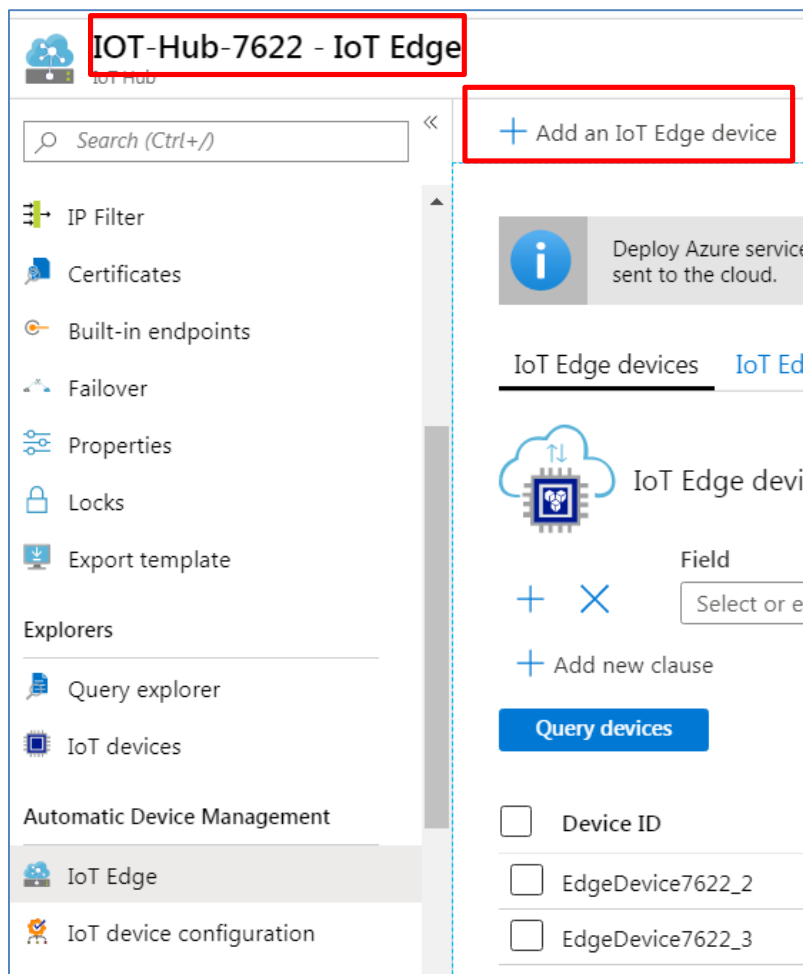 IOT-Hub-7622 - IoT Edge
IoT Hub
Search (Ctrl+/)
«
Add an IoT Edge device
IP Filter
Certificates
Built-in endpoints
Failover
Properties
Locks
Export template
Explorers
Query explorer
IoT devices
Automatic Device Management
IoT Edge
IoT device configuration
Deploy Azure service
sent to the cloud.
IoT Edge devices IoT Ed
IoT Edge devi
Field
Select or e
Add new clause
Query devices
Device ID
EdgeDevice7622_2
EdgeDevice7622_3